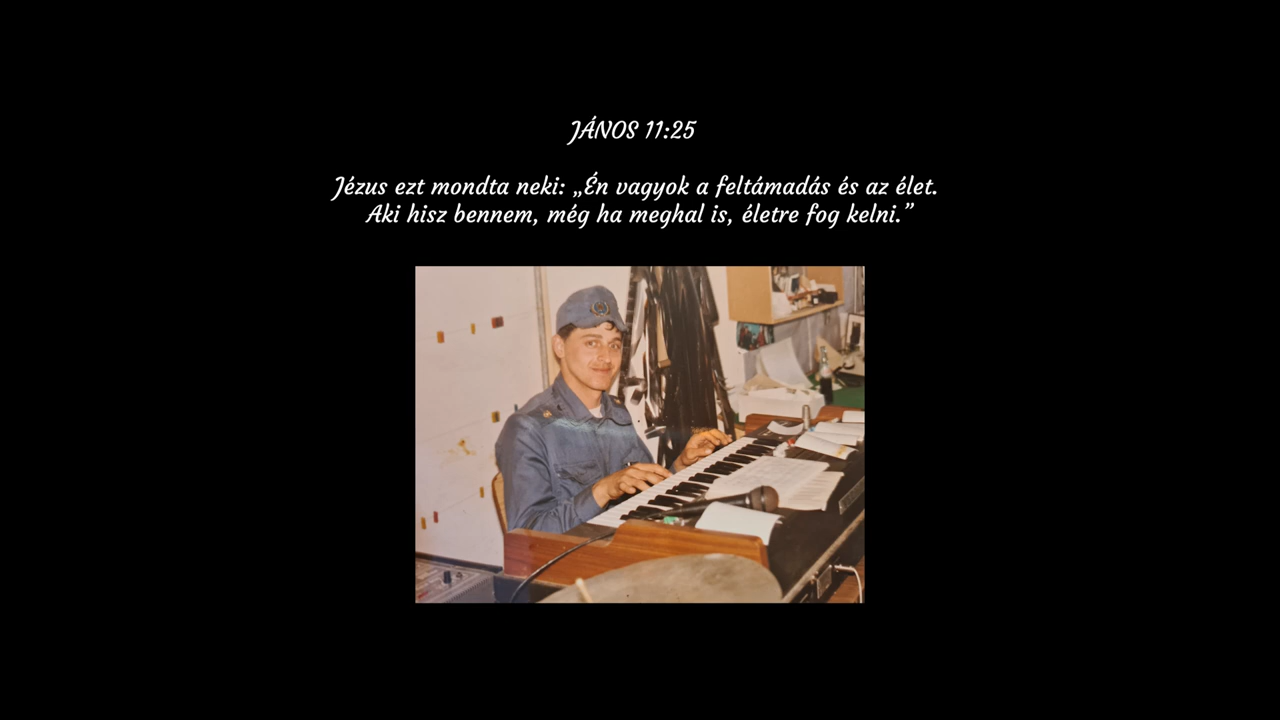 JÁNOS 11:25
Jézus ezt mondta neki: „Én vagyok a feltámadás és az élet.
Aki hisz bennem, még ha meghal is, életre fog kelni.”